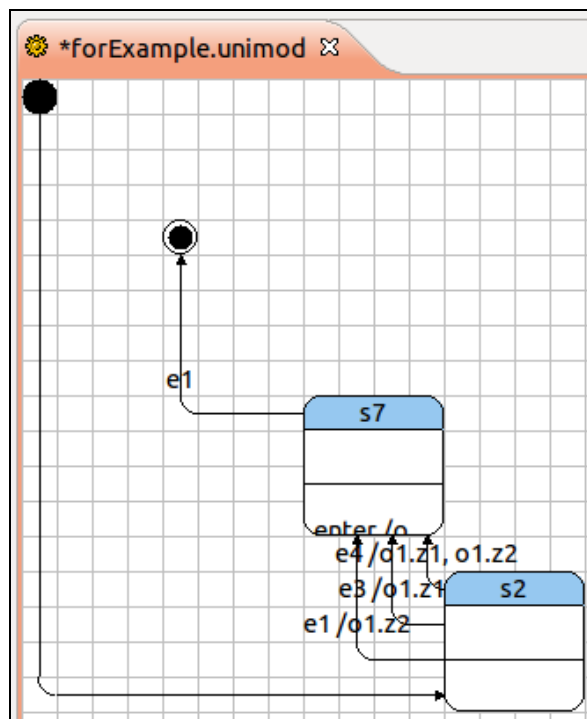 *forExample.unimod
e1
s7
enter /o
e4 /o1.z1, o1.z2
e3 /o1.z1
s2
e1 /o1.z2